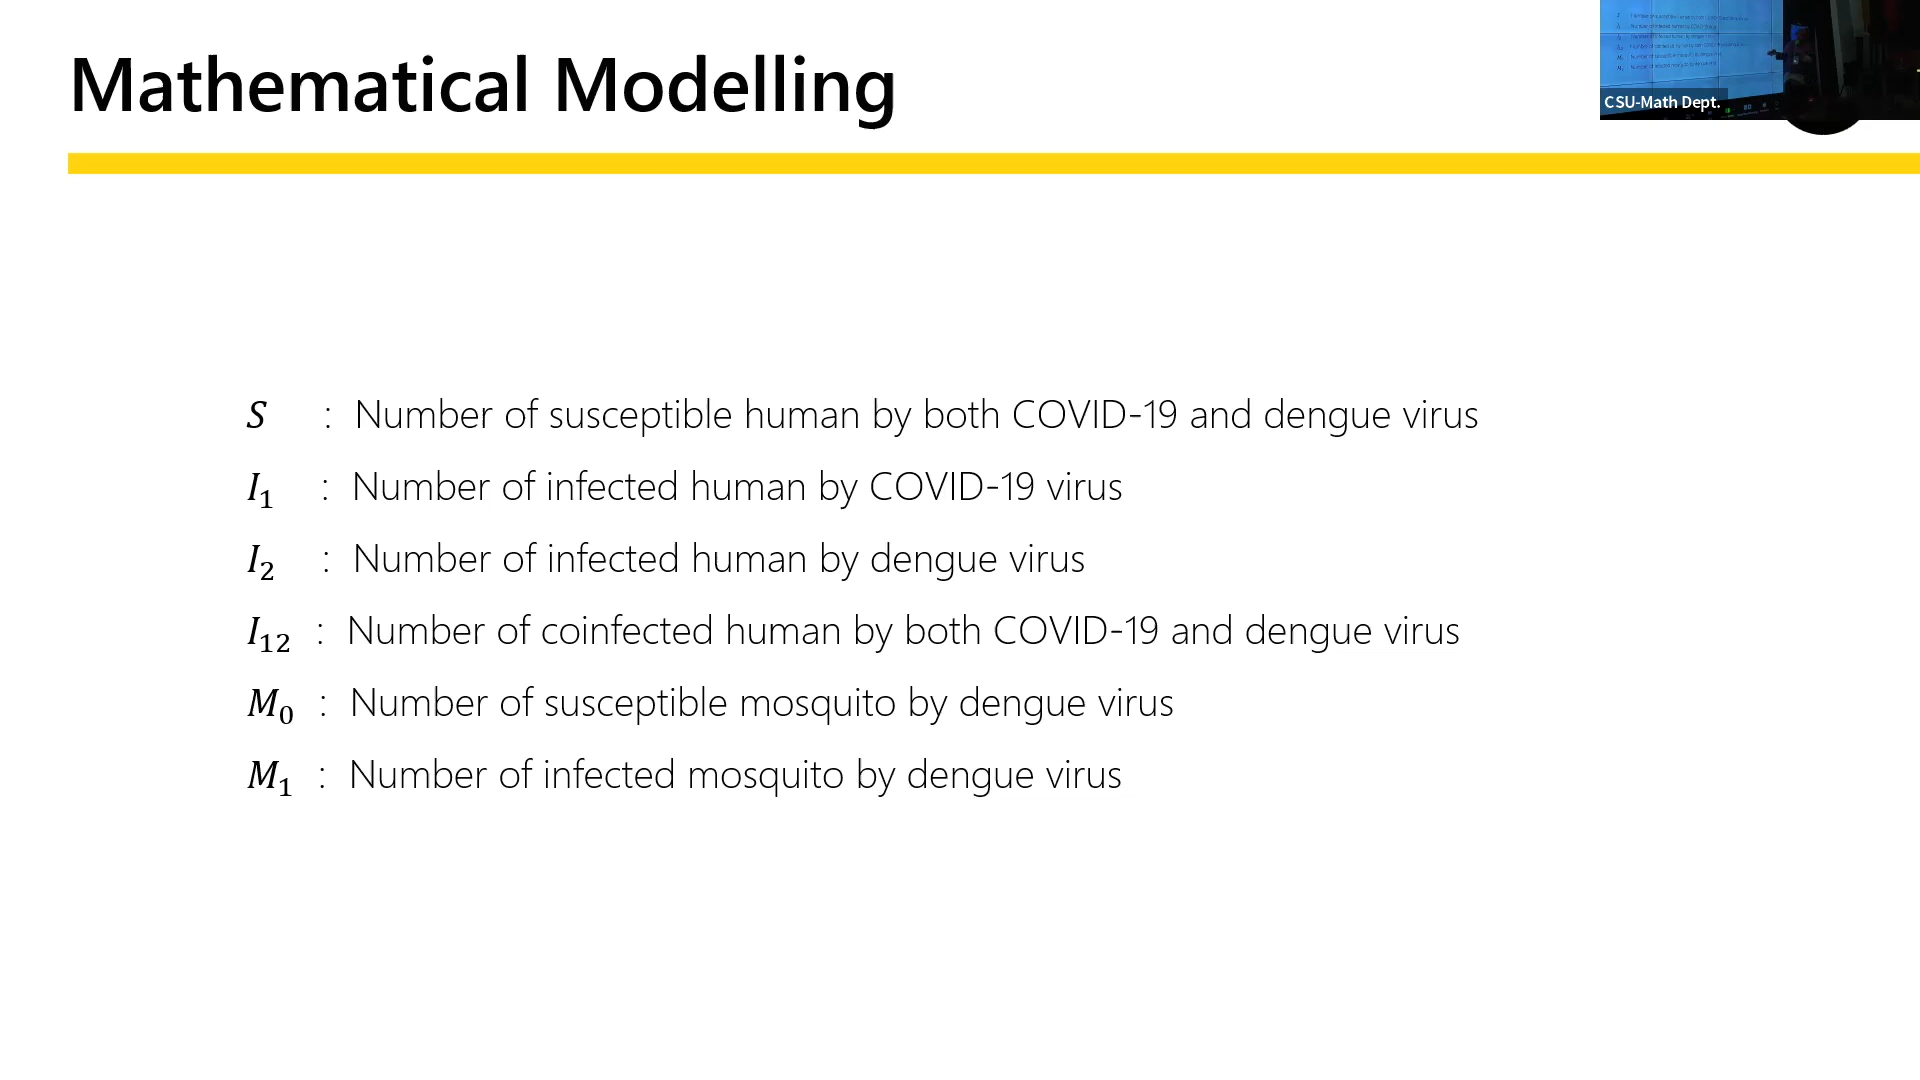 Mathematical Modelling
CSU-Math Dept.
S : Number of susceptible human by both COVID-19 and dengue virus
I₁ : Number of infected human by COVID-19 virus
I₂ : Number of infected human by dengue virus
I₁₂ : Number of coinfected human by both COVID-19 and dengue virus
M₀ : Number of susceptible mosquito by dengue virus
M₁ : Number of infected mosquito by dengue virus